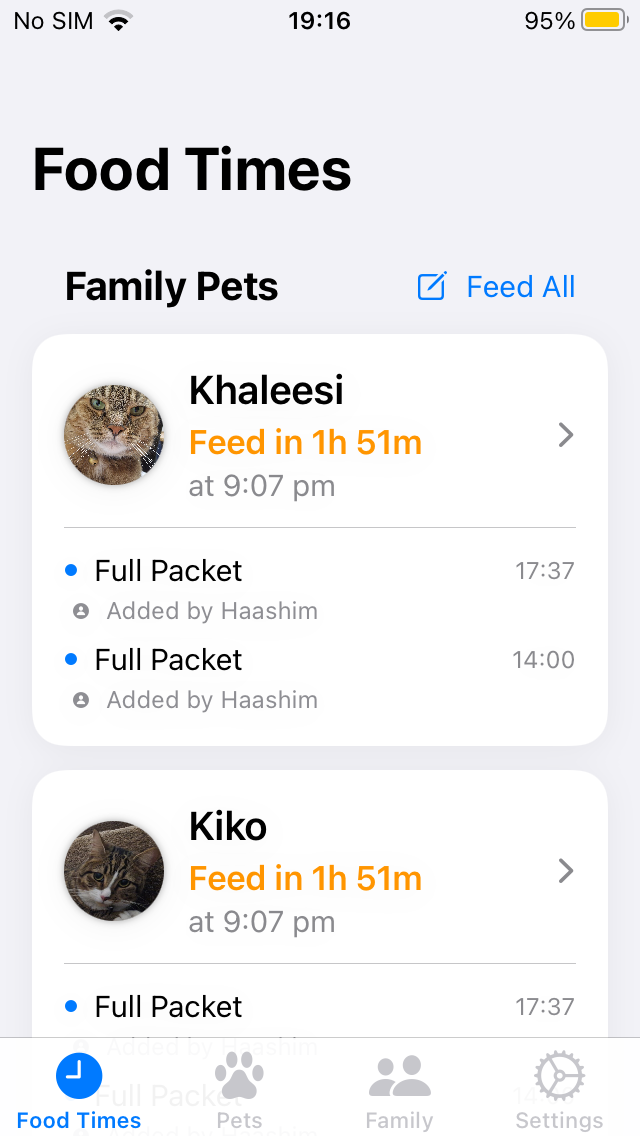 No SIM 19:16 95%
Food Times
Family Pets Feed All
Khaleesi
Feed in 1h 51m
at 9:07 pm
Full Packet 17:37
Added by Haashim
Full Packet 14:00
Added by Haashim
Kiko
Feed in 1h 51m
at 9:07 pm
Full Packet 17:37
Added by Haashim
Full Packet
Added by Haashim
Food Times Pets Family Settings